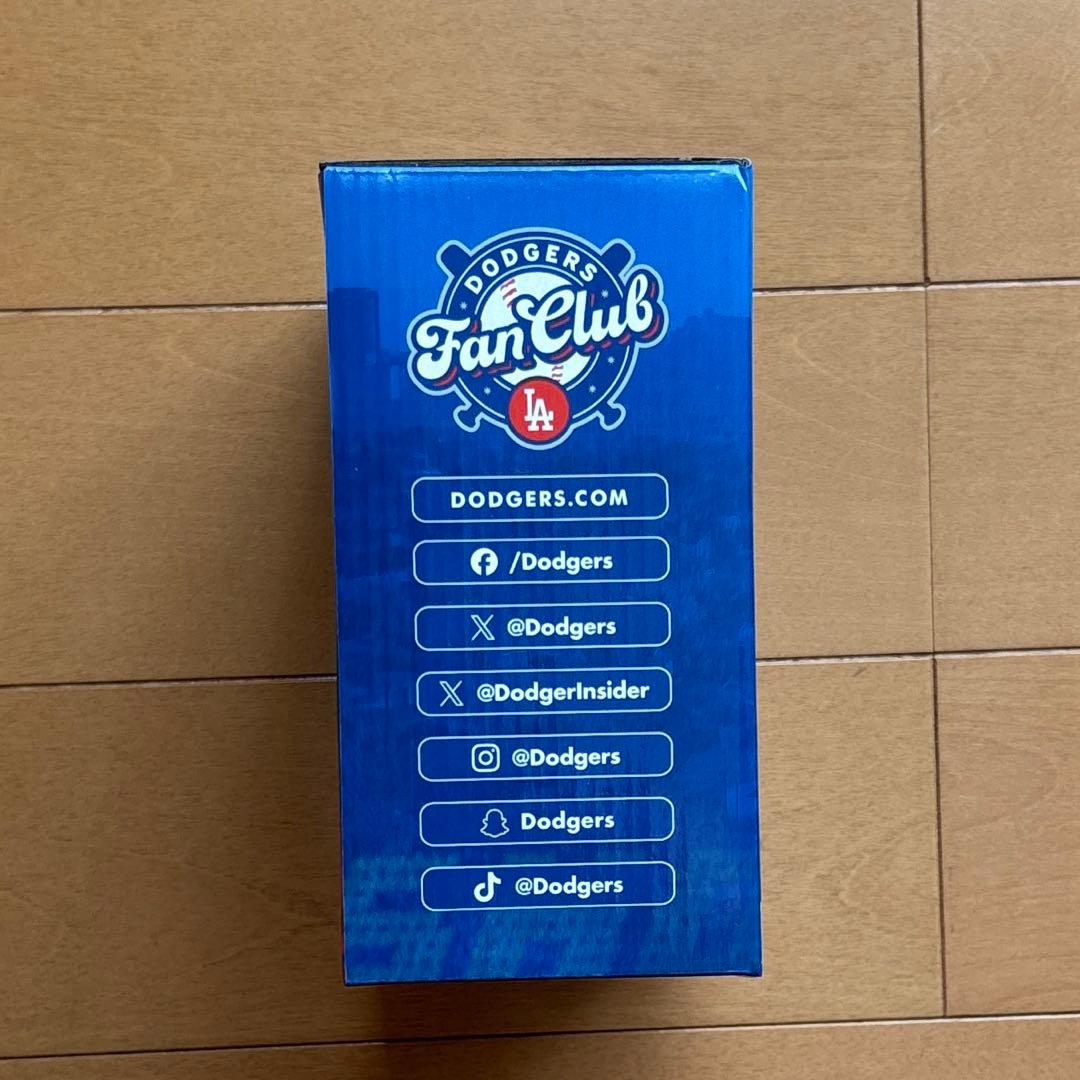 DODGERS
Fan Club
LA
DODGERS.COM
/Dodgers
@Dodgers
@DodgerInsider
@Dodgers
Dodgers
@Dodgers